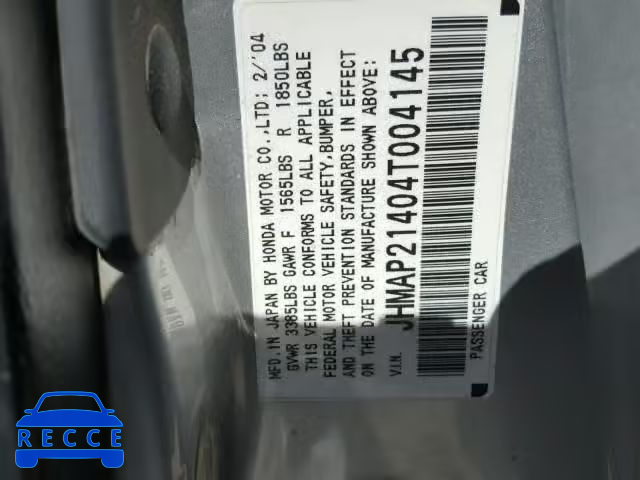 MFD.IN JAPAN BY HONDA MOTOR CO.,LTD: 2/'04
GVWR 3385LBS GAWR F 1565LBS R 1850LBS
THIS VEHICLE CONFORMS TO ALL APPLICABLE
FEDERAL MOTOR VEHICLE SAFETY,BUMPER,
AND THEFT PREVENTION STANDARDS IN EFFECT
ON THE DATE OF MANUFACTURE SHOWN ABOVE:
V.I.N. JHMAP21404T004145
PASSENGER CAR
RECCE